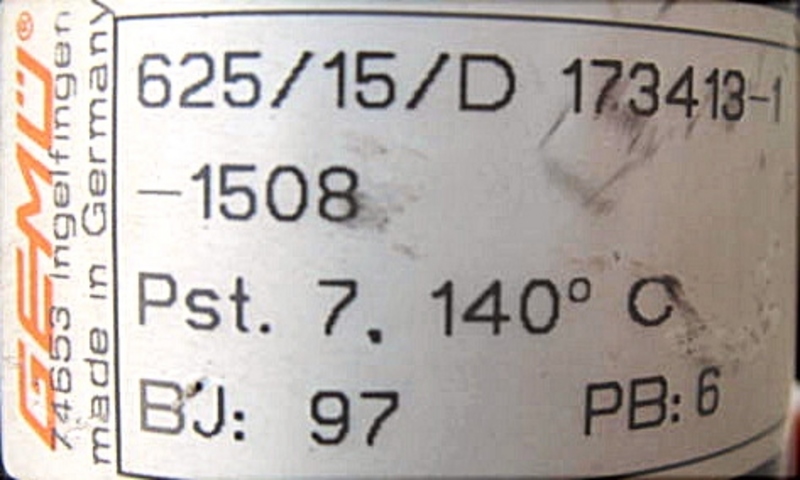 GEMÜ®
74653 Ingelfingen
made in Germany
625/15/D 173413-1
-1508
Pst. 7, 140° C
BJ: 97 PB: 6